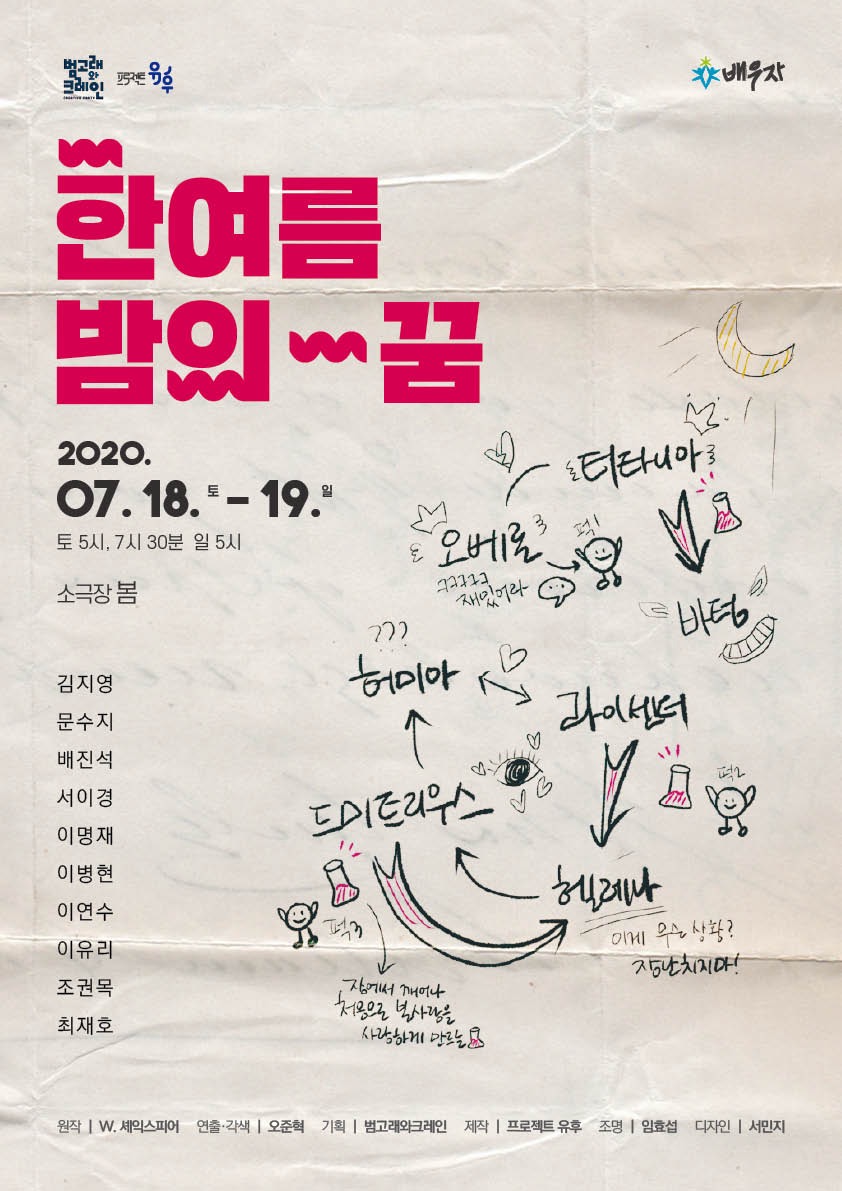 범고래
와
크레인
CREATIVE PARTY
프로젝트 유후
배우자
한여름
밤의 꿈
2020.
07. 18. 토 - 19. 일
토 5시, 7시 30분 일 5시
소극장 봄
김지영
문수지
배진석
서이경
이명재
이병현
이연수
이유리
조권목
최재호
터타니아
오베론
퍽1
ㅋㅋㅋㅋㅋ
재밌어라
바텀
???
허미아
라이샌더
퍽2
드미트리우스
헬레나
이게 무슨 상황?
장난치지마!
퍽3
잠에서 깨어나
처음으로 본 사람을
사랑하게 만드는
원작 | W. 셰익스피어 연출·각색 | 오준혁 기획 | 범고래와크레인 제작 | 프로젝트 유후 조명 | 임효섭 디자인 | 서민지